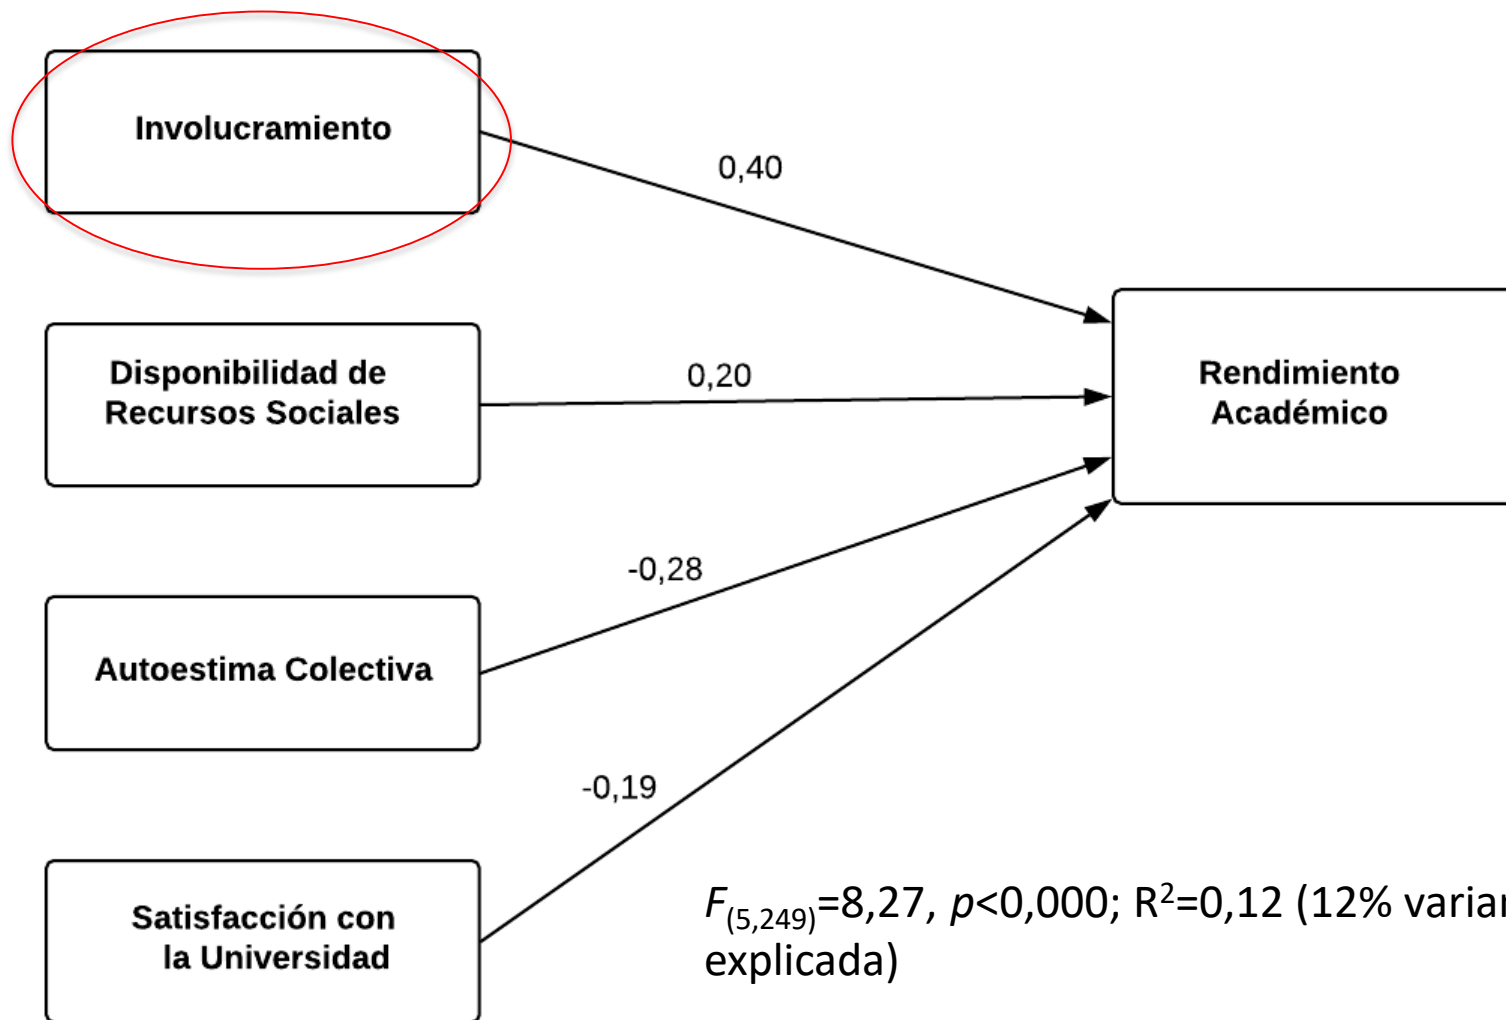 Involucramiento
0,40
Disponibilidad de
Recursos Sociales
0,20
Rendimiento
Académico
-0,28
Autoestima Colectiva
-0,19
Satisfacción con
la Universidad
F(5,249)=8,27, p<0,000; R²=0,12 (12%
explicada)